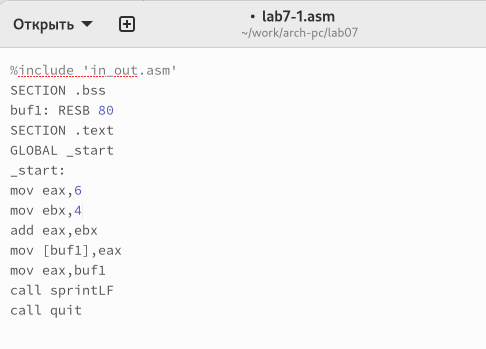 Открыть
• lab7-1.asm
~/work/arch-pc/lab07
%include 'in_out.asm'
SECTION .bss
buf1: RESB 80
SECTION .text
GLOBAL _start
_start:
mov eax,6
mov ebx,4
add eax,ebx
mov [buf1],eax
mov eax,buf1
call sprintLF
call quit